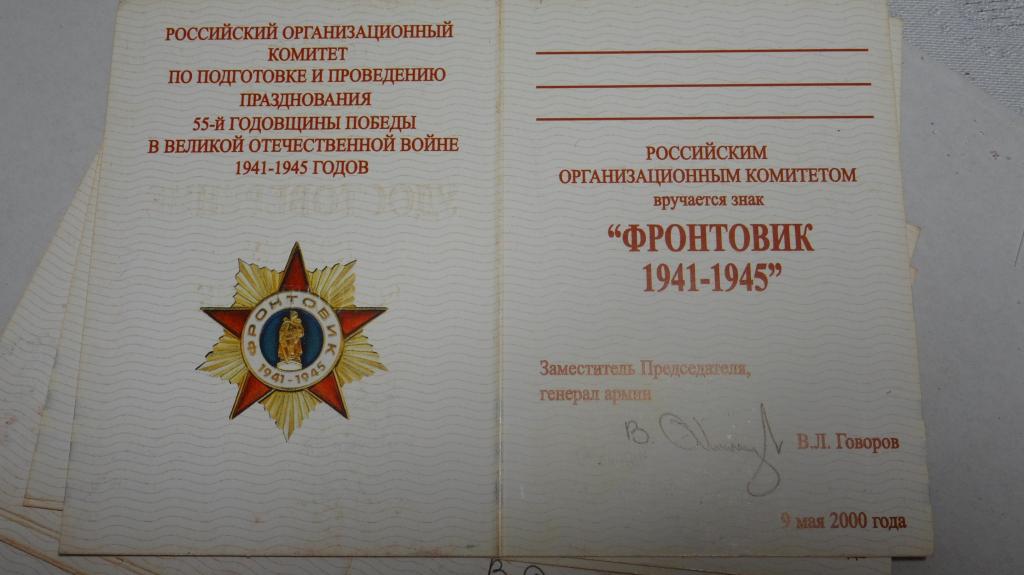 РОССИЙСКИЙ ОРГАНИЗАЦИОННЫЙ
КОМИТЕТ
ПО ПОДГОТОВКЕ И ПРОВЕДЕНИЮ
ПРАЗДНОВАНИЯ
55-й ГОДОВЩИНЫ ПОБЕДЫ
В ВЕЛИКОЙ ОТЕЧЕСТВЕННОЙ ВОЙНЕ
1941-1945 ГОДОВ
ФРОНТОВИК
1941-1945
РОССИЙСКИМ
ОРГАНИЗАЦИОННЫМ КОМИТЕТОМ
вручается знак
“ФРОНТОВИК
1941-1945”
Заместитель Председателя,
генерал армии
В.Л. Говоров
9 мая 2000 года